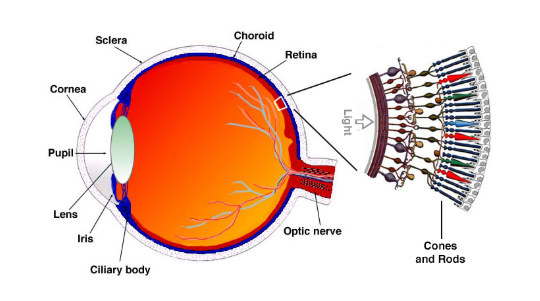 Choroid
Sclera
Retina
Cornea
Light
Pupil
Lens
Iris
Optic nerve
Cones
and Rods
Ciliary body